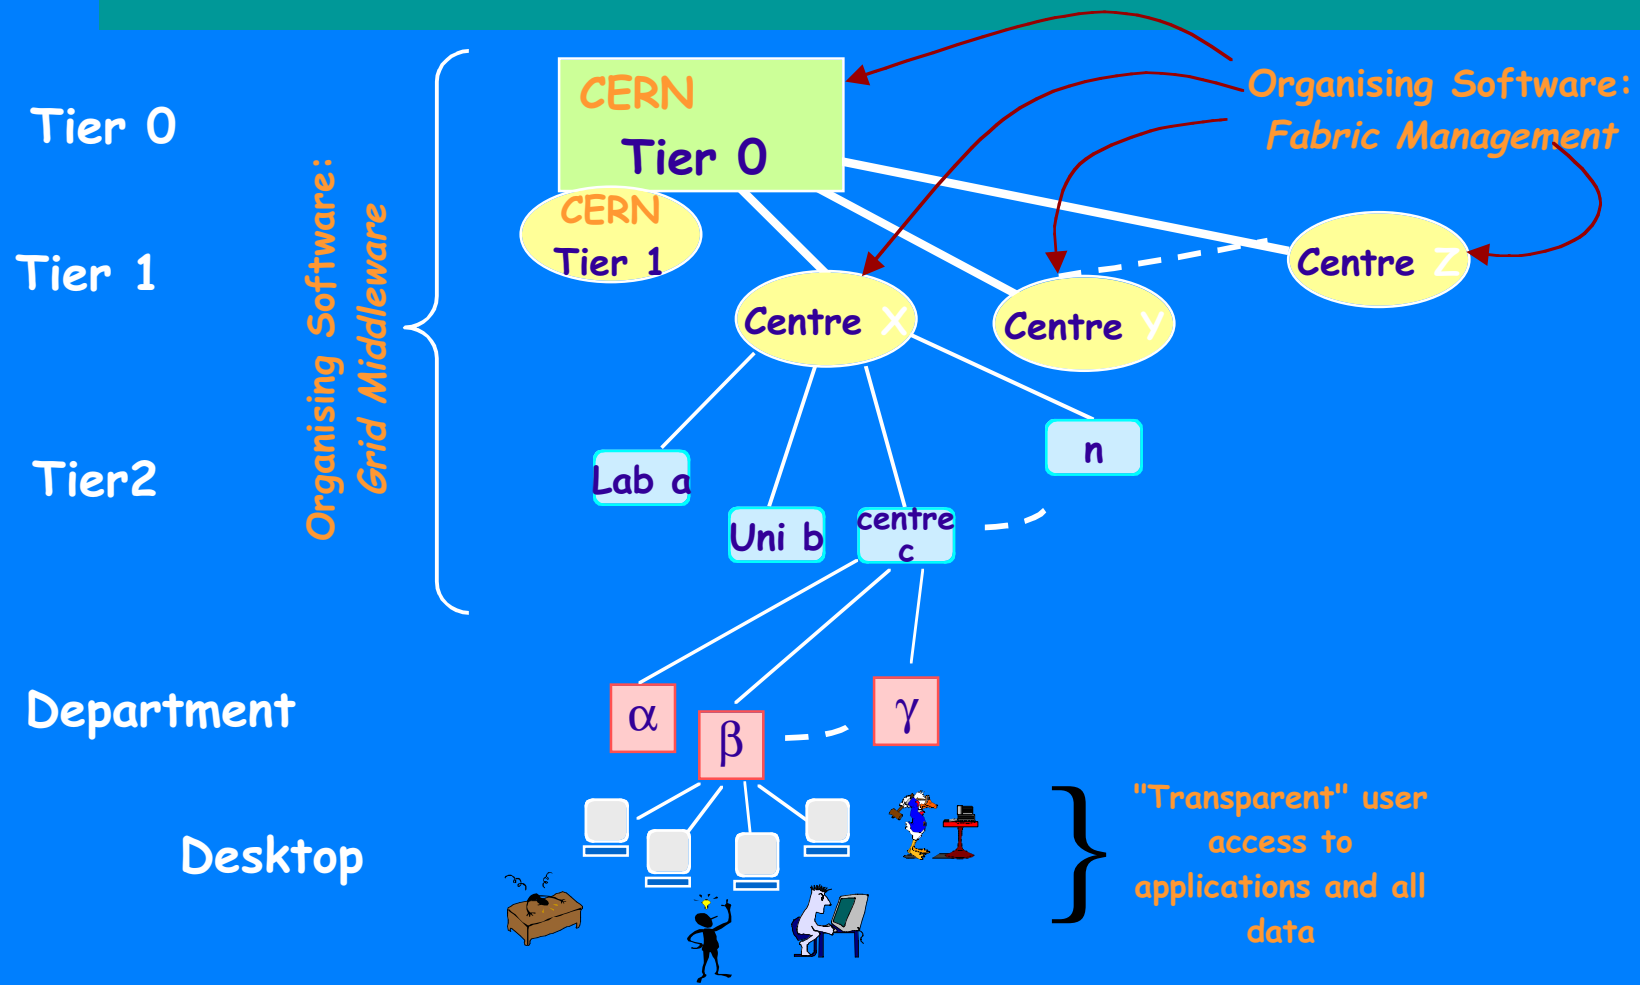 Tier 0
CERN
Tier 0
Organising Software:
Fabric Management
Organising Software:
Grid Middleware
CERN
Tier 1
Tier 1
Centre X
Centre Y
Centre Z
Tier2
Lab a
Uni b
centre
c
n
Department
α
β
γ
Desktop
"Transparent" user
access to
applications and all
data